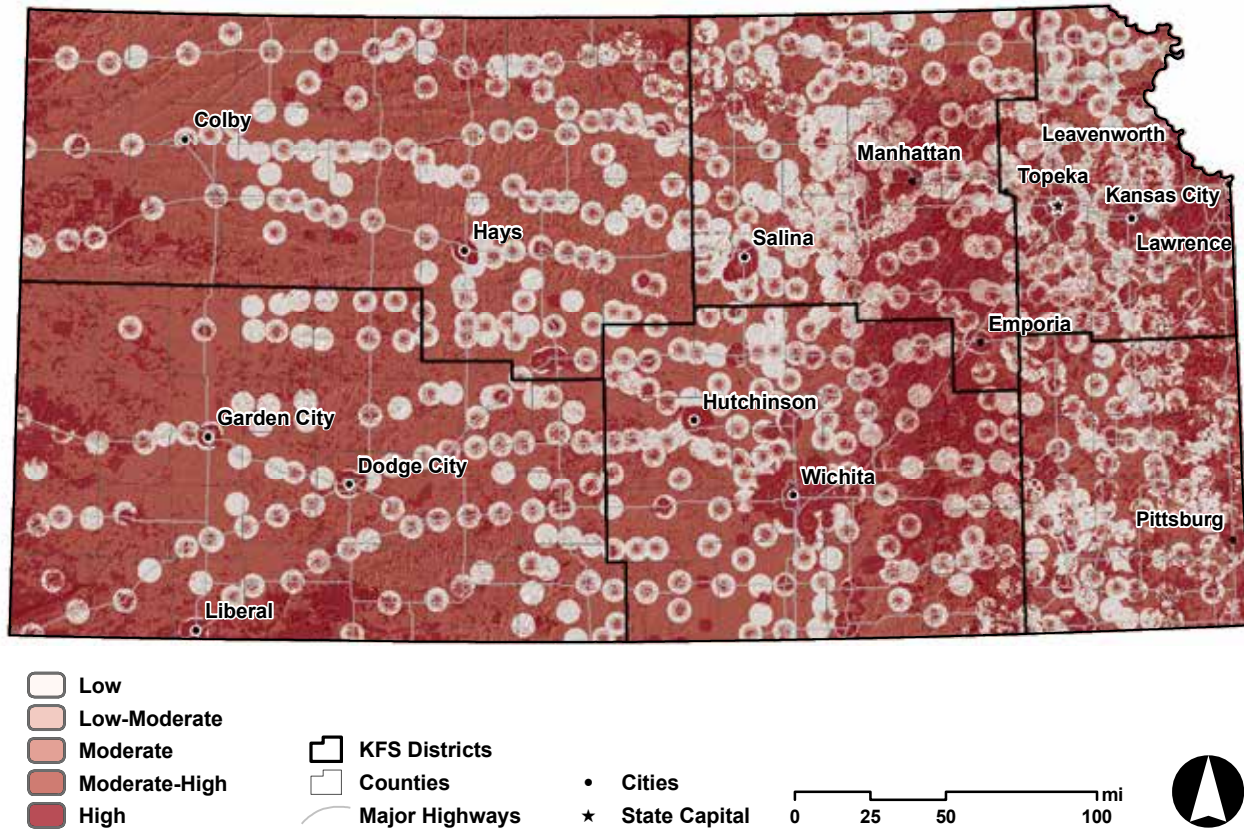 Colby
Leavenworth
Manhattan
Topeka
Kansas City
Hays
Salina
Lawrence
Emporia
Hutchinson
Garden City
Dodge City
Wichita
Pittsburg
Liberal
Low
Low-Moderate
Moderate
Moderate-High
High
KFS Districts
Counties
Major Highways
Cities
State Capital
mi
0 25 50 100